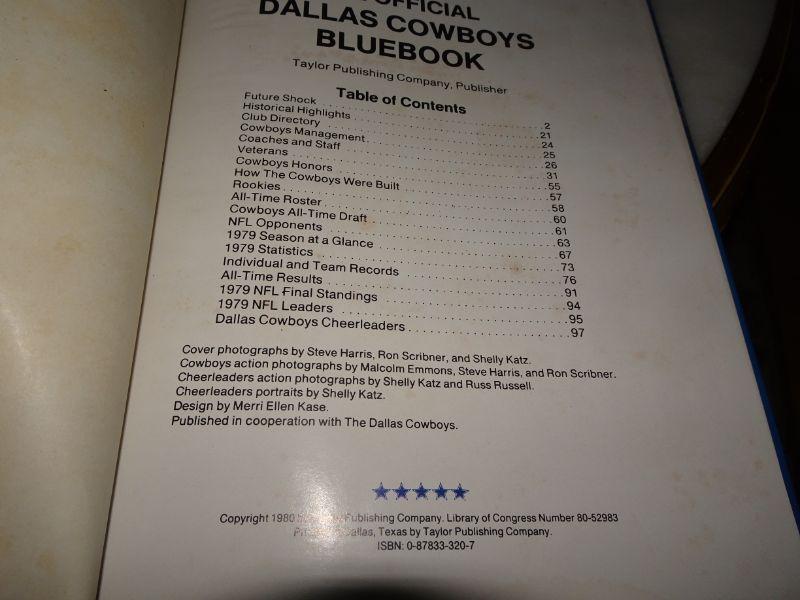 OFFICIAL
DALLAS COWBOYS
BLUEBOOK
Taylor Publishing Company, Publisher
Table of Contents
Future Shock 2
Historical Highlights 21
Club Directory 24
Cowboys Management 25
Coaches and Staff 26
Veterans 31
Cowboys Honors 55
How The Cowboys Were Built 57
Rookies 58
All-Time Roster 60
Cowboys All-Time Draft 61
NFL Opponents 63
1979 Season at a Glance 67
1979 Statistics 73
Individual and Team Records 76
All-Time Results 91
1979 NFL Final Standings 94
1979 NFL Leaders 95
Dallas Cowboys Cheerleaders 97
Cover photographs by Steve Harris, Ron Scribner, and Shelly Katz.
Cowboys action photographs by Malcolm Emmons, Steve Harris, and Ron Scribner.
Cheerleaders action photographs by Shelly Katz and Russ Russell.
Cheerleaders portraits by Shelly Katz.
Design by Merri Ellen Kase.
Published in cooperation with The Dallas Cowboys.
Copyright 1980 Publishing Company. Library of Congress Number 80-52983
Dallas, Texas by Taylor Publishing Company.
ISBN: 0-87833-320-7